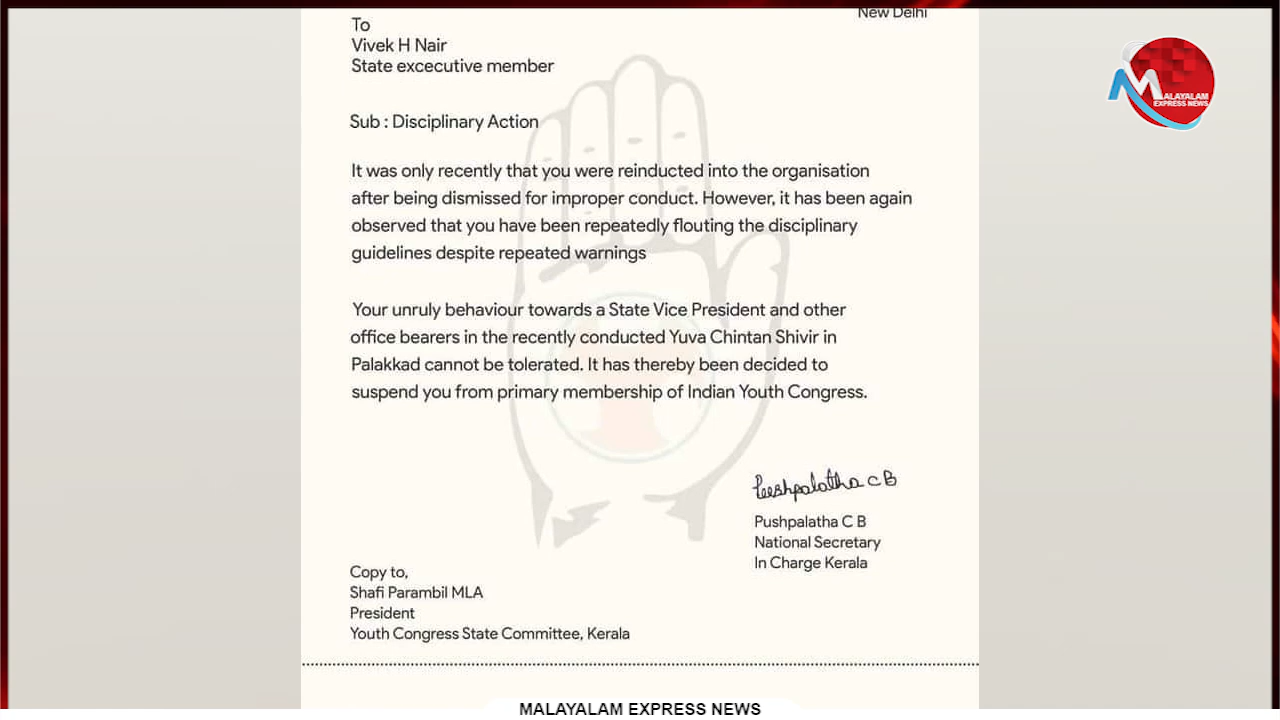 New Delhi
To
Vivek H Nair
State excecutive member
Sub : Disciplinary Action
It was only recently that you were reinducted into the organisation
after being dismissed for improper conduct. However, it has been again
observed that you have been repeatedly flouting the disciplinary
guidelines despite repeated warnings
Your unruly behaviour towards a State Vice President and other
office bearers in the recently conducted Yuva Chintan Shivir in
Palakkad cannot be tolerated. It has thereby been decided to
suspend you from primary membership of Indian Youth Congress.
Pushpalatha C B
Pushpalatha C B
National Secretary
In Charge Kerala
Copy to,
Shafi Parambil MLA
President
Youth Congress State Committee, Kerala
MALAYALAM
EXPRESS NEWS
MALAYALAM EXPRESS NEWS